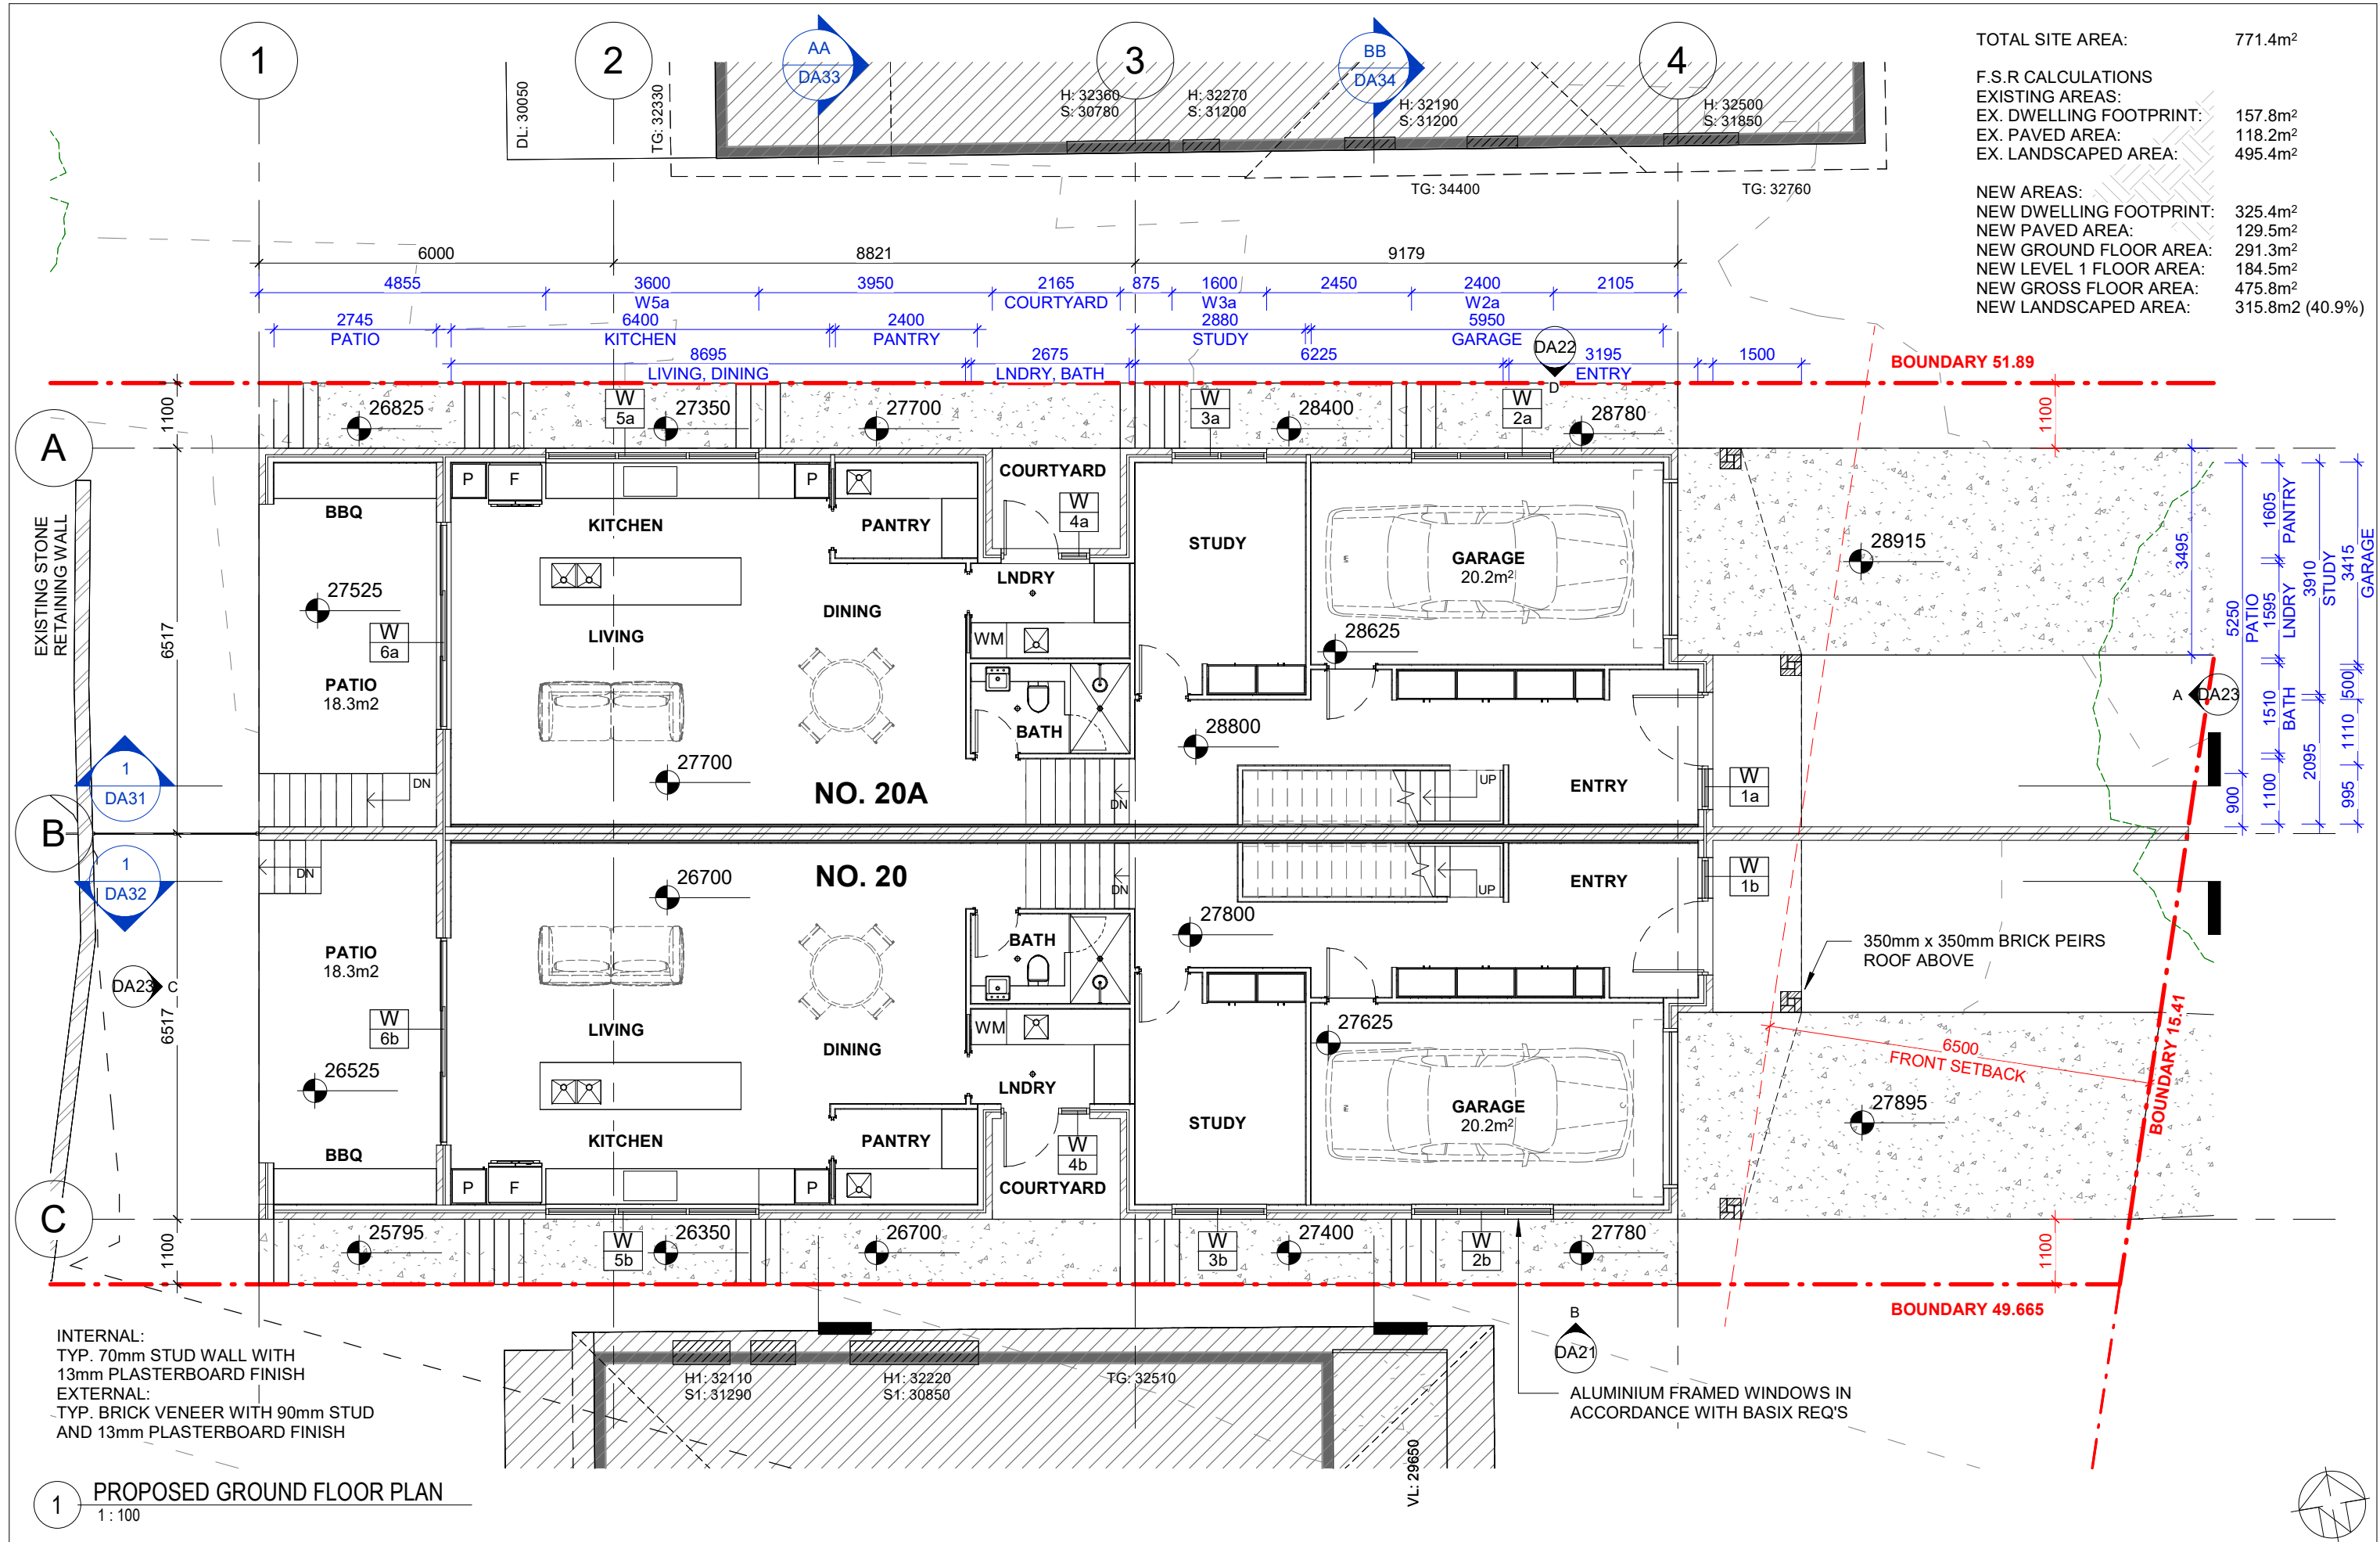 1
2
3
4
AA
DA33
BB
DA34
DL: 30050
TG: 32330
H: 32360
S: 30780
H: 32270
S: 31200
H: 32190
S: 31200
H: 32500
S: 31850
TG: 34400
TG: 32760
TOTAL SITE AREA: 771.4m²
F.S.R CALCULATIONS
EXISTING AREAS:
EX. DWELLING FOOTPRINT: 157.8m²
EX. PAVED AREA: 118.2m²
EX. LANDSCAPED AREA: 495.4m²
NEW AREAS:
NEW DWELLING FOOTPRINT: 325.4m²
NEW PAVED AREA: 129.5m²
NEW GROUND FLOOR AREA: 291.3m²
NEW LEVEL 1 FLOOR AREA: 184.5m²
NEW GROSS FLOOR AREA: 475.8m²
NEW LANDSCAPED AREA: 315.8m2 (40.9%)
6000 8821 9179
4855 3600 3950 2165 875 1600 2450 2400 2105
W5a COURTYARD W3a W2a
2745 6400 2400 2880 5950
PATIO KITCHEN PANTRY STUDY GARAGE
8695 2675 6225 3195 1500
LIVING, DINING LNDRY, BATH ENTRY
DA22
D
BOUNDARY 51.89
1100
26825
W
5a
27350
27700
W
3a
28400
W
2a
28780
1100
A
EXISTING STONE
RETAINING WALL
6517
BBQ
P
F
P
KITCHEN
PANTRY
COURTYARD
W
4a
STUDY
GARAGE
20.2m²
28915
3495
27525
W
6a
PATIO
18.3m2
LIVING
DINING
LNDRY
WM
BATH
28625
28800
27700
NO. 20A
DN
DN
UP
ENTRY
W
1a
A
DA23
5250
PATIO
900
1605
PANTRY
1595
LNDRY
1510
BATH
1100
3910
STUDY
2095
3415
GARAGE
500
1110
995
1
DA31
B
1
DA32
DN
26700
NO. 20
DN
UP
ENTRY
W
1b
27800
BATH
PATIO
18.3m2
DA23
C
6517
W
6b
26525
BBQ
LIVING
DINING
WM
LNDRY
KITCHEN
PANTRY
P
F
P
W
4b
COURTYARD
STUDY
27625
GARAGE
20.2m²
350mm x 350mm BRICK PEIRS
ROOF ABOVE
6500
FRONT SETBACK
BOUNDARY 15.41
27895
C
1100
25795
W
5b
26350
26700
W
3b
27400
W
2b
27780
1100
BOUNDARY 49.665
B
DA21
ALUMINIUM FRAMED WINDOWS IN
ACCORDANCE WITH BASIX REQ'S
H1: 32110
S1: 31290
H1: 32220
S1: 30850
TG: 32510
VL: 29650
INTERNAL:
TYP. 70mm STUD WALL WITH
13mm PLASTERBOARD FINISH
EXTERNAL:
TYP. BRICK VENEER WITH 90mm STUD
AND 13mm PLASTERBOARD FINISH
1
PROPOSED GROUND FLOOR PLAN
1 : 100
N